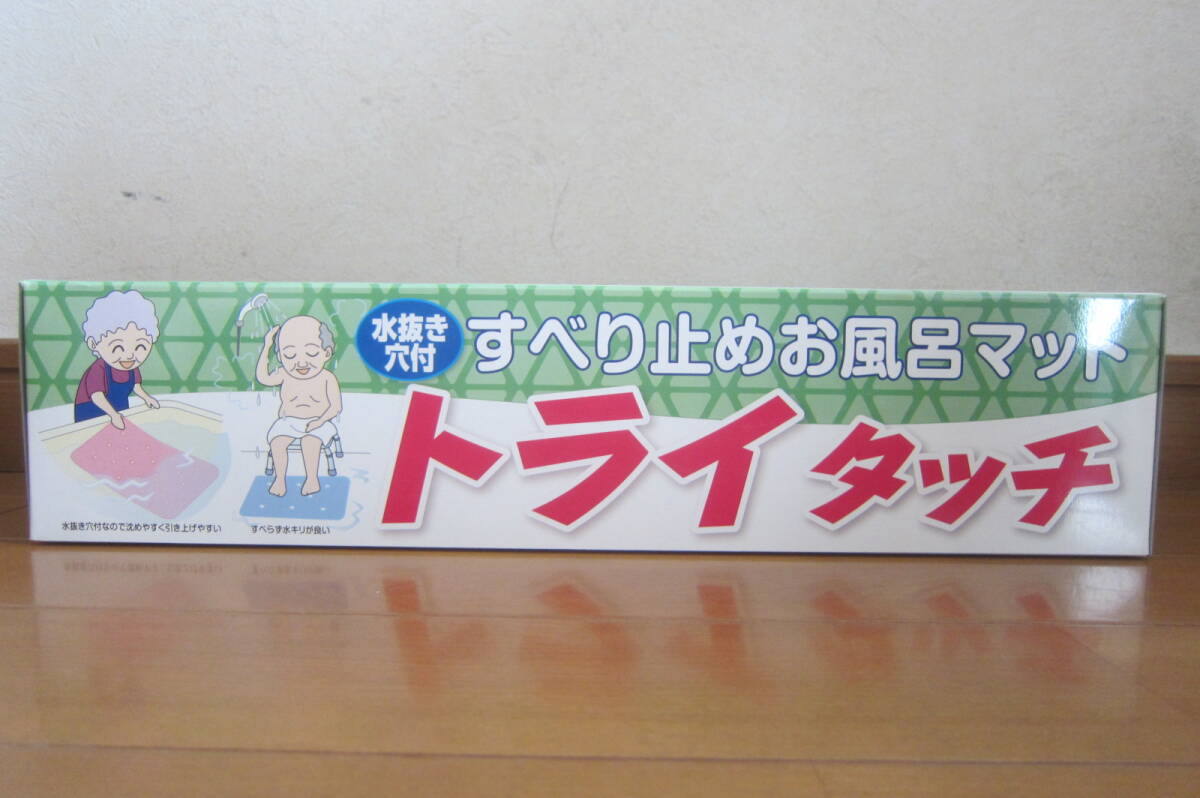 水抜き
穴付
すべり止めお風呂マット
トライタッチ
水抜き穴付なので沈めやすく引き上げやすい
すべらず水キリが良い